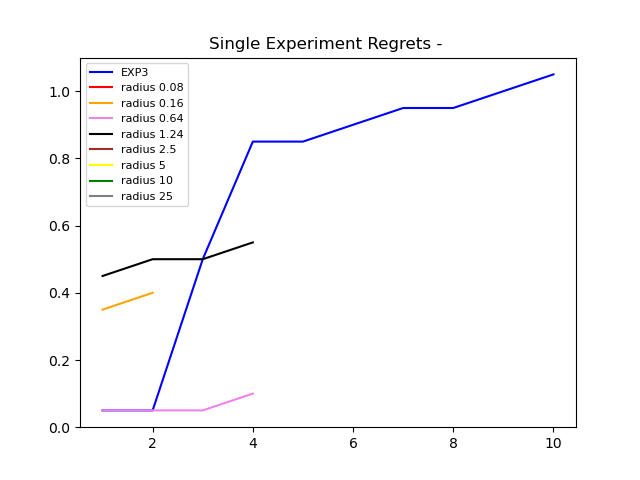 Single Experiment Regrets -
EXP3
radius 0.08
radius 0.16
radius 0.64
radius 1.24
radius 2.5
radius 5
radius 10
radius 25
1.0
0.8
0.6
0.4
0.2
0.0
2 4 6 8 10